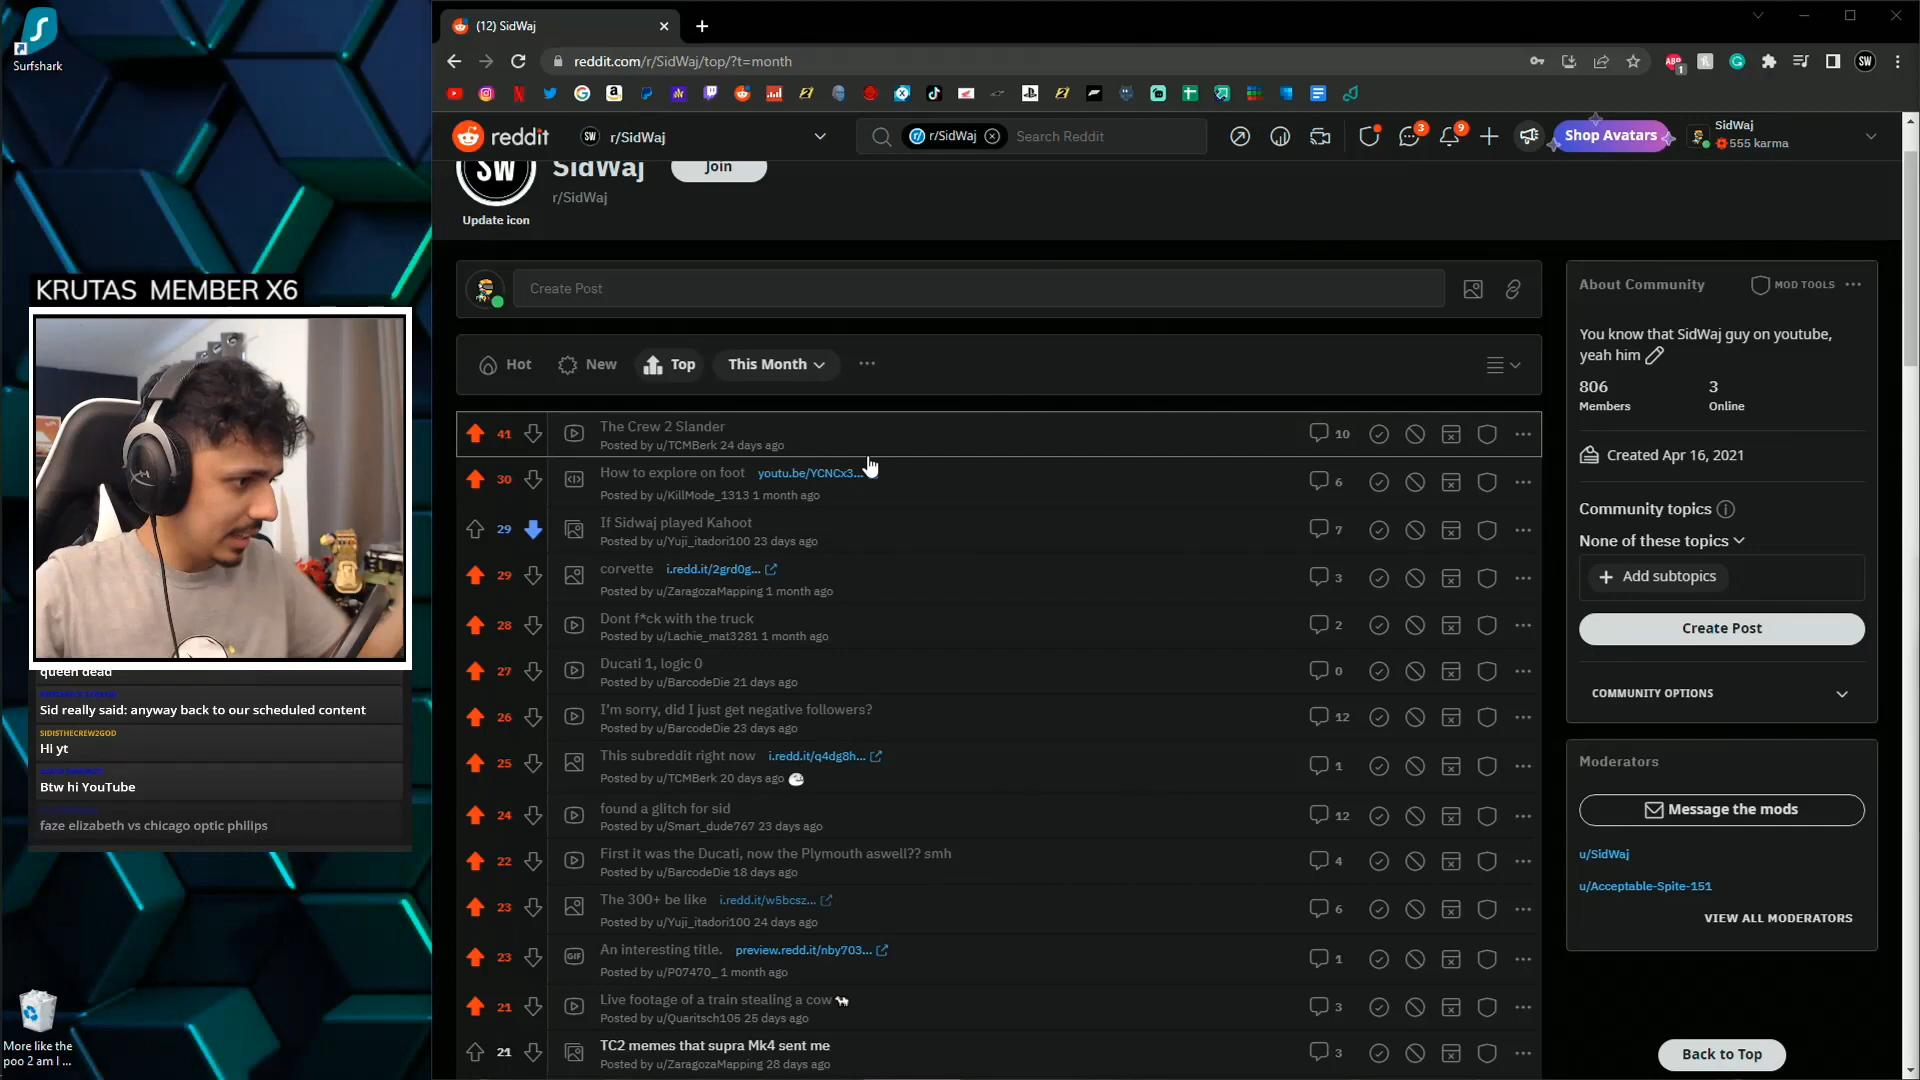 Surfshark
(12) SidWaj
reddit.com/r/SidWaj/top/?t=month
ABP
1
SW
reddit
SW
r/SidWaj
r/SidWaj
Search Reddit
3
9
Shop Avatars
SidWaj
555 karma
SW
SidWaj
Join
r/SidWaj
Update icon
Create Post
Hot
New
Top
This Month
41
The Crew 2 Slander
Posted by u/TCMBerk 24 days ago
10
30
How to explore on foot youtu.be/YCNCx3...
Posted by u/KillMode_1313 1 month ago
6
29
If Sidwaj played Kahoot
Posted by u/Yuji_itadori100 23 days ago
7
29
corvette i.redd.it/2grd0g...
Posted by u/ZaragozaMapping 1 month ago
3
28
Dont f*ck with the truck
Posted by u/Lachie_mat3281 1 month ago
2
27
Ducati 1, logic 0
Posted by u/BarcodeDie 21 days ago
0
26
I'm sorry, did I just get negative followers?
Posted by u/BarcodeDie 23 days ago
12
25
This subreddit right now i.redd.it/q4dg8h...
Posted by u/TCMBerk 20 days ago
1
24
found a glitch for sid
Posted by u/Smart_dude767 23 days ago
12
22
First it was the Ducati, now the Plymouth aswell?? smh
Posted by u/BarcodeDie 18 days ago
4
23
The 300+ be like i.redd.it/w5bcsz...
Posted by u/Yuji_itadori100 24 days ago
6
23
GIF
An interesting title. preview.redd.it/nby703...
Posted by u/P07470_ 1 month ago
1
21
Live footage of a train stealing a cow
Posted by u/Quaritsch105 25 days ago
3
21
TC2 memes that supra Mk4 sent me
Posted by u/ZaragozaMapping 28 days ago
3
About Community
MOD TOOLS
You know that SidWaj guy on youtube,
yeah him
806
Members
3
Online
Created Apr 16, 2021
Community topics
None of these topics
Add subtopics
Create Post
COMMUNITY OPTIONS
Moderators
Message the mods
u/SidWaj
u/Acceptable-Spite-151
VIEW ALL MODERATORS
Back to Top
KRUTAS MEMBER X6
queen dead
Sid really said: anyway back to our scheduled content
SIDISTHECREW2GOD
Hi yt
Btw hi YouTube
faze elizabeth vs chicago optic philips
More like the
poo 2 am I ...